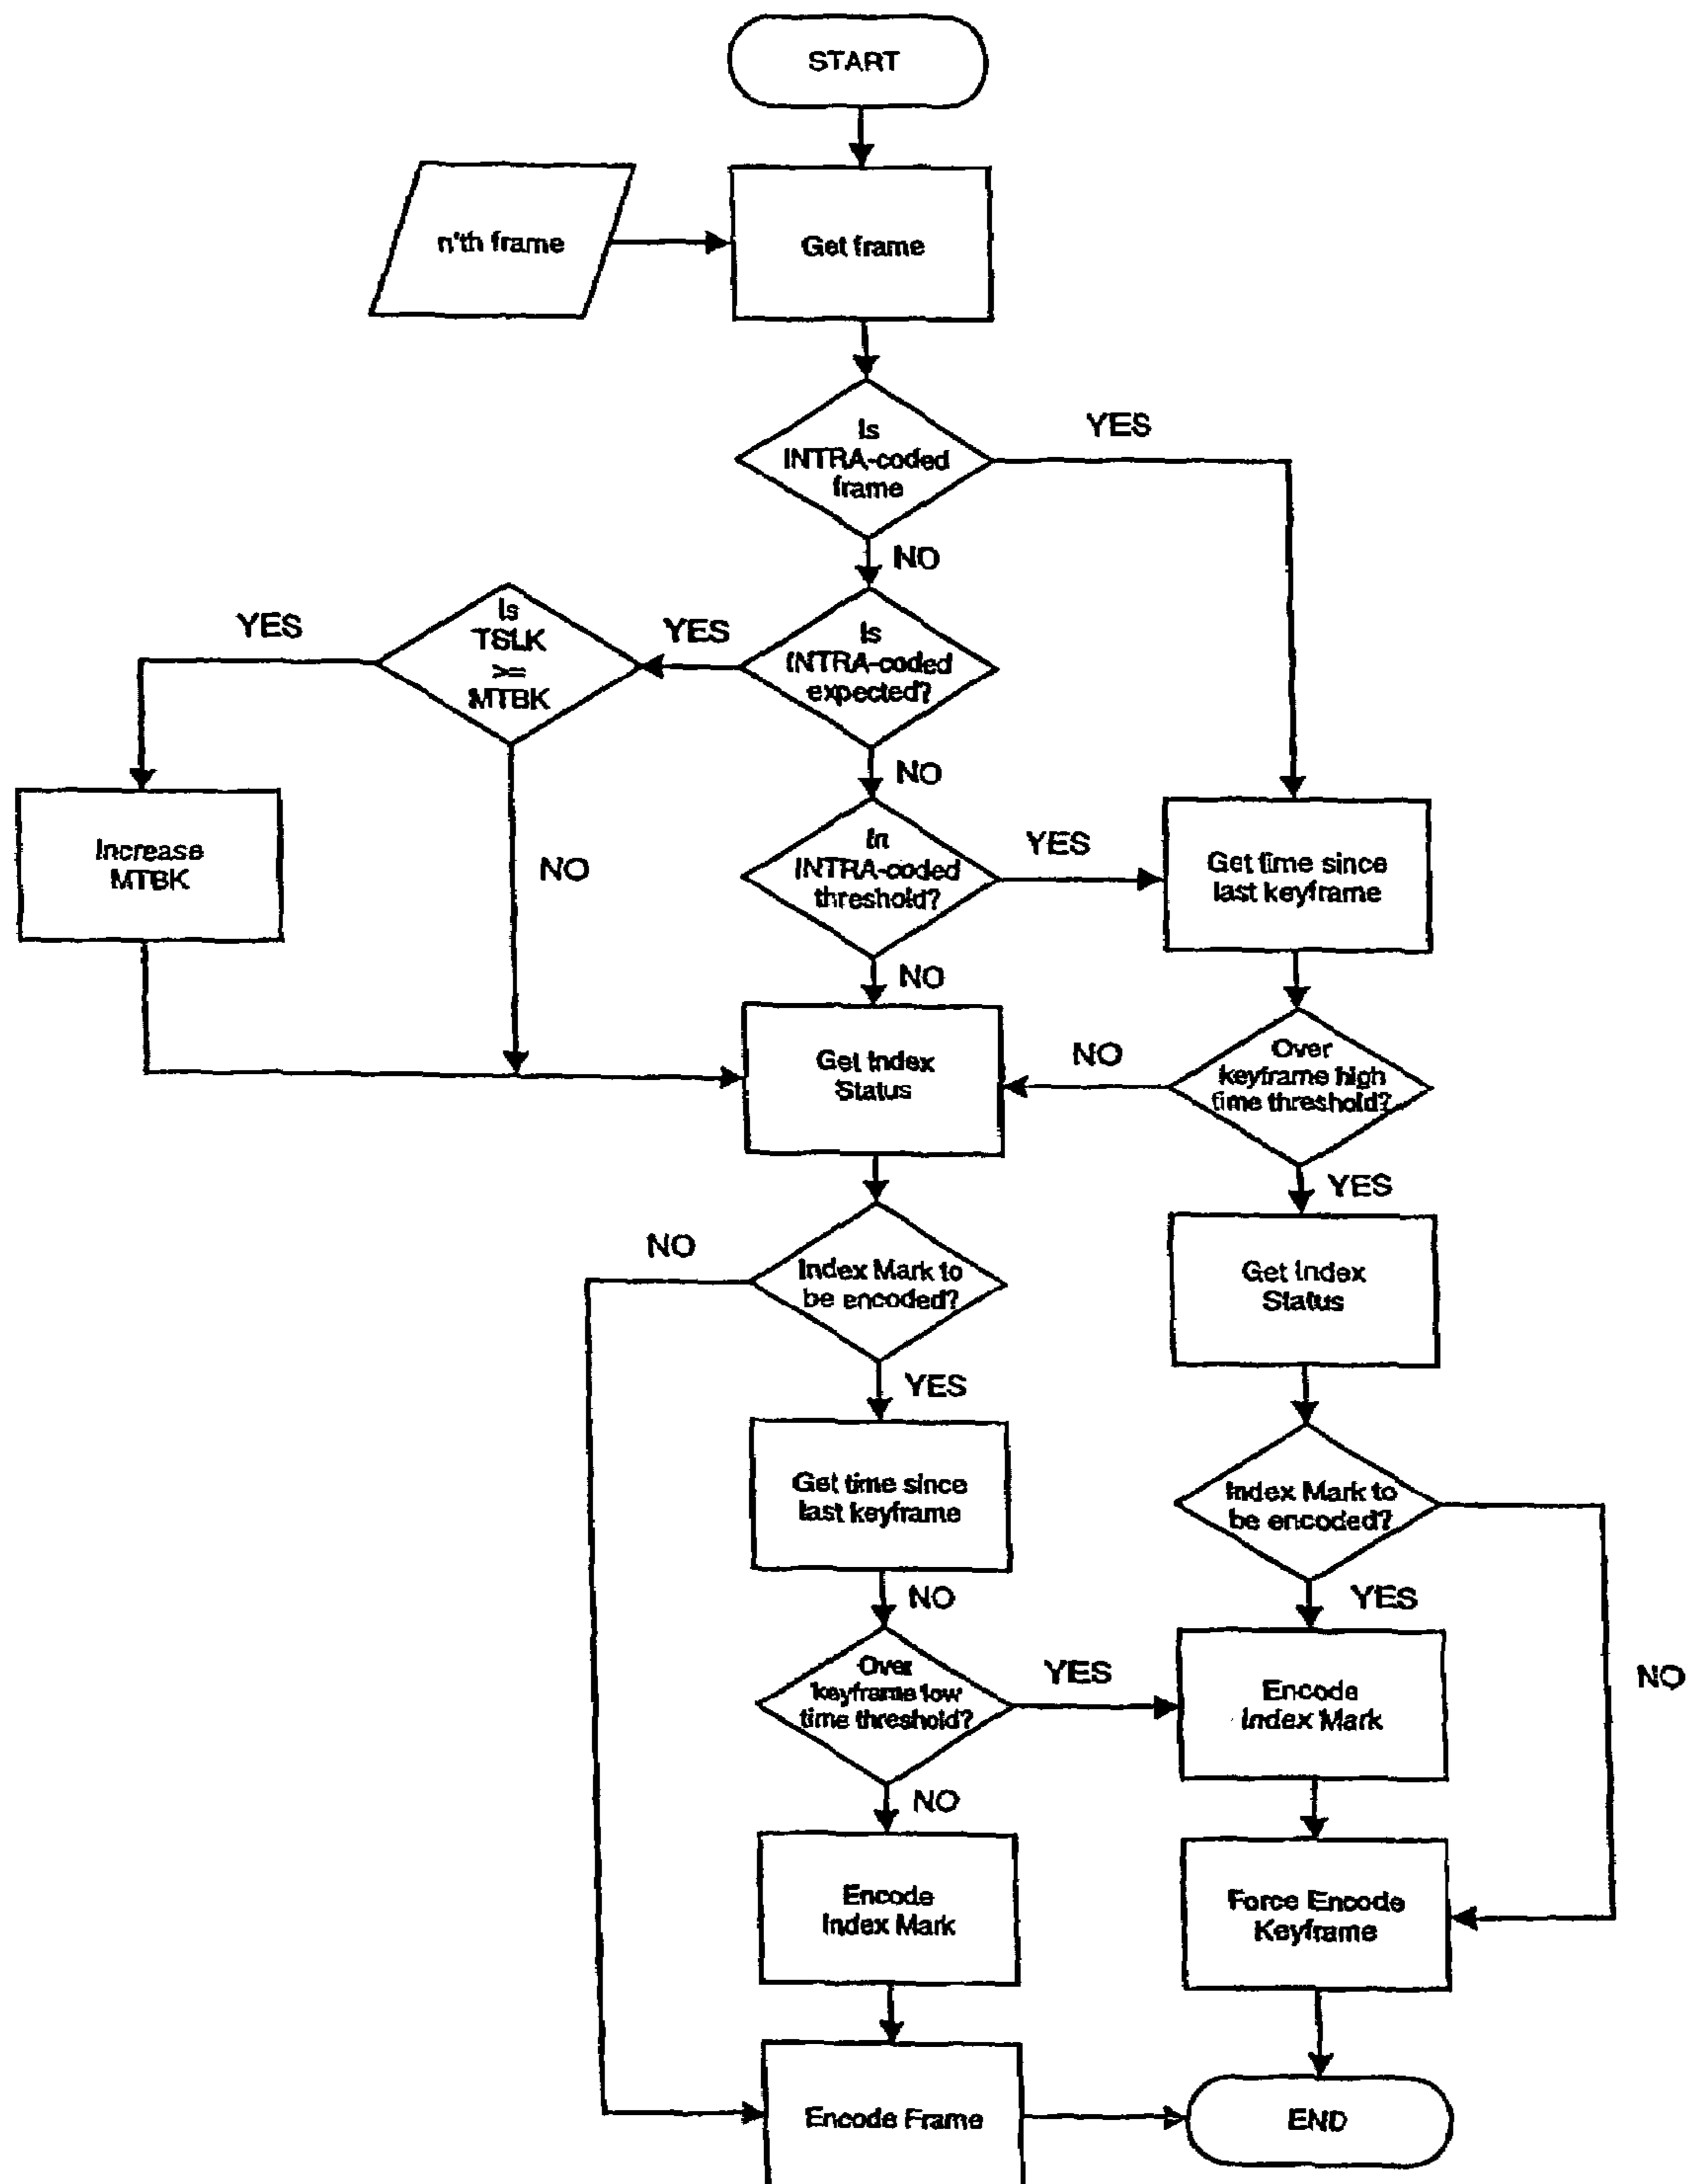 START
n'th frame
Get frame
Is
INTRA-coded
frame
YES
NO
Is
TSLK
>=
MTBK
YES
YES
Is
INTRA-coded
expected?
NO
Increase
MTBK
NO
In
INTRA-coded
threshold?
YES
Get time since
last keyframe
NO
Get Index
Status
NO
Over
keyframe high
time threshold?
YES
NO
Index Mark to
be encoded?
Get Index
Status
YES
Get time since
last keyframe
Index Mark to
be encoded?
NO
YES
Over
keyframe low
time threshold?
YES
Encode
Index Mark
NO
NO
Encode
Index Mark
Force Encode
Keyframe
Encode Frame
END